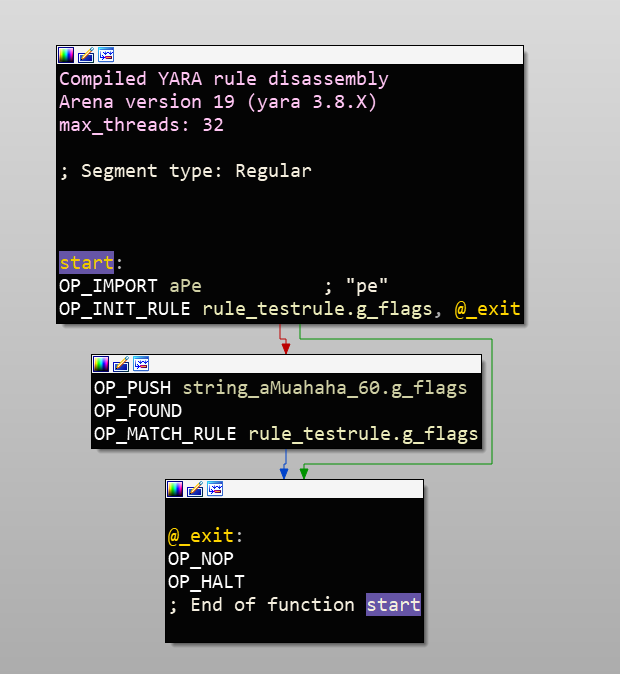 Compiled YARA rule disassembly
Arena version 19 (yara 3.8.X)
max_threads: 32
; Segment type: Regular
start:
OP_IMPORT aPe ; "pe"
OP_INIT_RULE rule_testrule.g_flags, @_exit
OP_PUSH string_aMuahaha_60.g_flags
OP_FOUND
OP_MATCH_RULE rule_testrule.g_flags
@_exit:
OP_NOP
OP_HALT
; End of function start